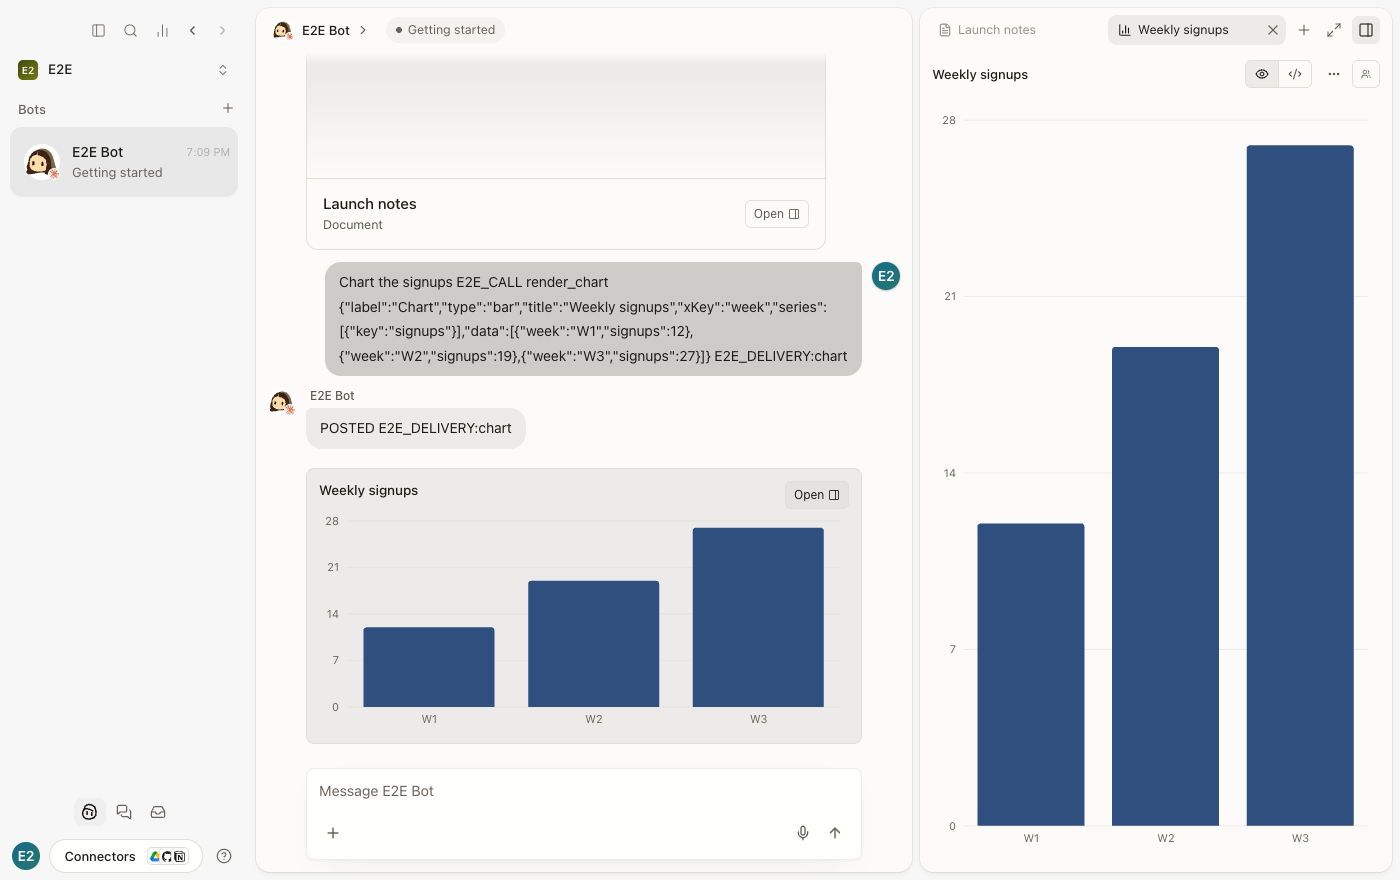 E2
E2E
Bots
E2E Bot
7:09 PM
Getting started
E2
Connectors
E2E Bot
Getting started
Launch notes
Document
Open
Chart the signups E2E_CALL render_chart
{"label":"Chart","type":"bar","title":"Weekly signups","xKey":"week","series":
[{"key":"signups"}],"data":[{"week":"W1","signups":12},
{"week":"W2","signups":19},{"week":"W3","signups":27}]} E2E_DELIVERY:chart
E2
E2E Bot
POSTED E2E_DELIVERY:chart
Weekly signups
Open
28
21
14
7
0
W1
W2
W3
Message E2E Bot
Launch notes
Weekly signups
Weekly signups
28
21
14
7
0
W1
W2
W3